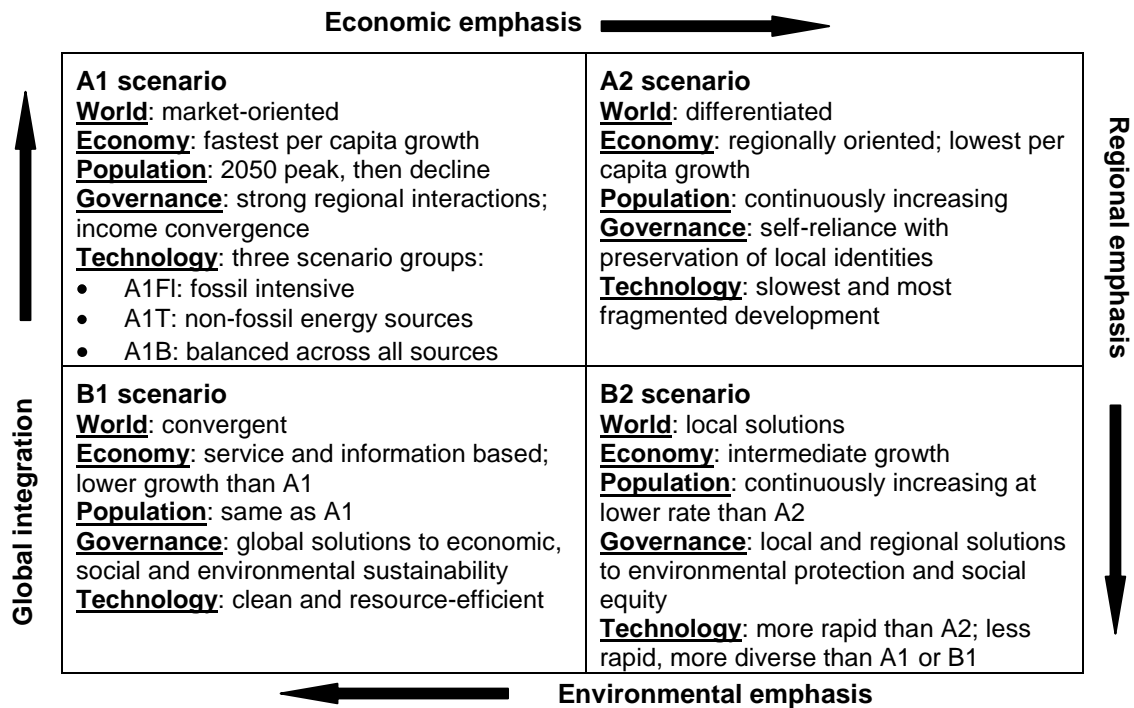 Economic emphasis
A1 scenario
World: market-oriented
Economy: fastest per capita growth
Population: 2050 peak, then decline
Governance: strong regional interactions;
income convergence
Technology: three scenario groups:
• A1Fl: fossil intensive
• A1T: non-fossil energy sources
• A1B: balanced across all sources
A2 scenario
World: differentiated
Economy: regionally oriented; lowest per
capita growth
Population: continuously increasing
Governance: self-reliance with
preservation of local identities
Technology: slowest and most
fragmented development
Regional emphasis
Global integration
B1 scenario
World: convergent
Economy: service and information based;
lower growth than A1
Population: same as A1
Governance: global solutions to economic,
social and environmental sustainability
Technology: clean and resource-efficient
B2 scenario
World: local solutions
Economy: intermediate growth
Population: continuously increasing at
lower rate than A2
Governance: local and regional solutions
to environmental protection and social
equity
Technology: more rapid than A2; less
rapid, more diverse than A1 or B1
Environmental emphasis